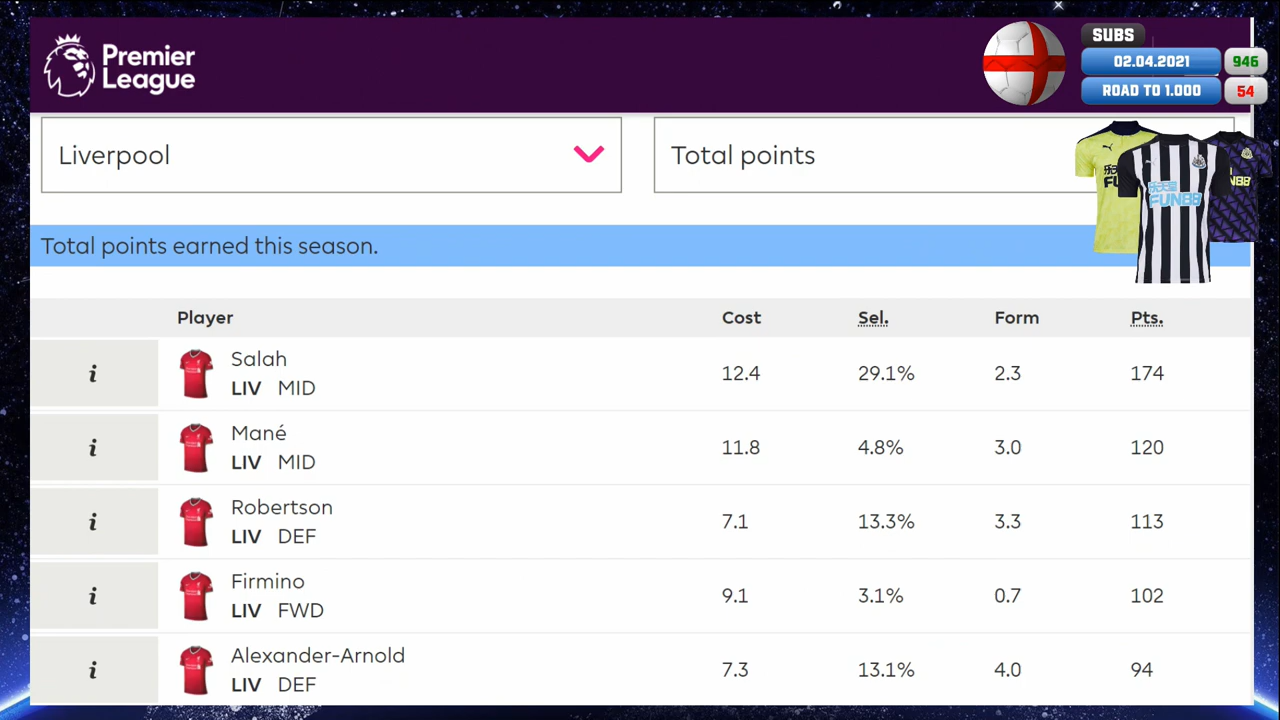 Premier
League
SUBS
02.04.2021 946
ROAD TO 1.000 54
Liverpool Total points
Total points earned this season.
FUN88
Player Cost Sel. Form Pts.
i Salah 12.4 29.1% 2.3 174
LIV MID
i Mané 11.8 4.8% 3.0 120
LIV MID
i Robertson 7.1 13.3% 3.3 113
LIV DEF
i Firmino 9.1 3.1% 0.7 102
LIV FWD
i Alexander-Arnold 7.3 13.1% 4.0 94
LIV DEF